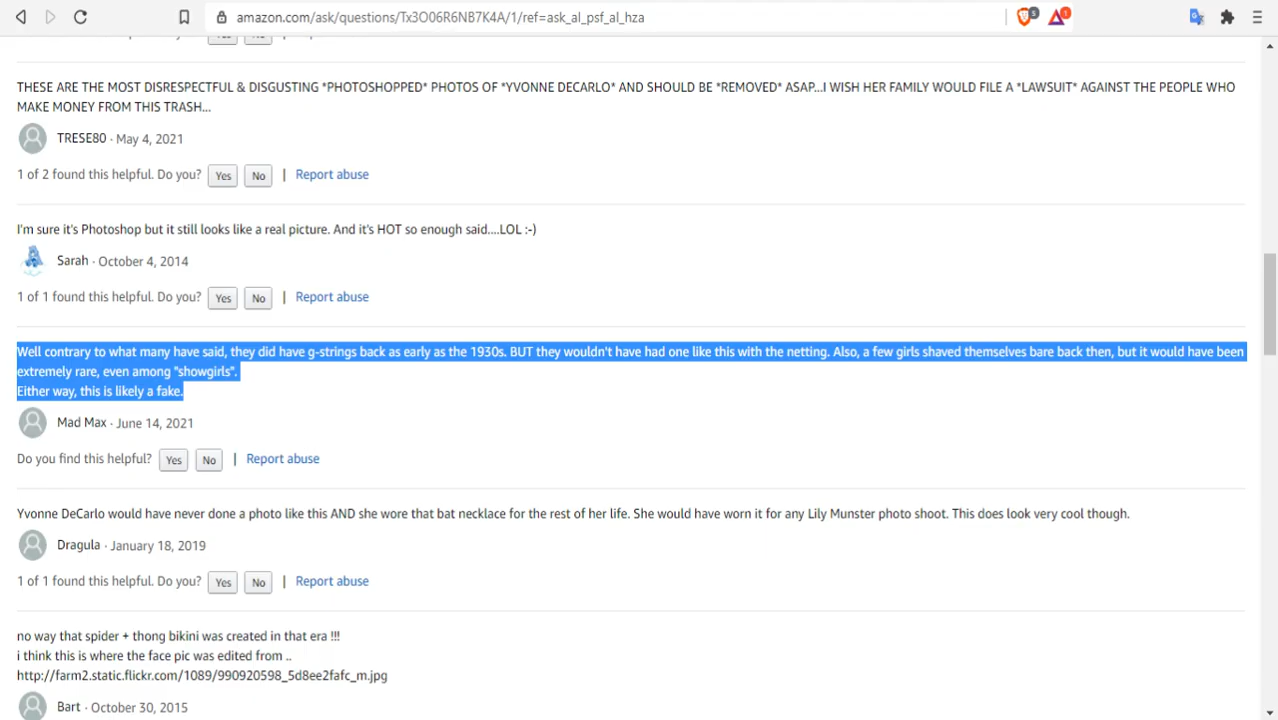 amazon.com/ask/questions/Tx3O06R6NB7K4A/1/ref=ask_al_psf_al_hza
5
1
THESE ARE THE MOST DISRESPECTFUL & DISGUSTING *PHOTOSHOPPED* PHOTOS OF *YVONNE DECARLO* AND SHOULD BE *REMOVED* ASAP...I WISH HER FAMILY WOULD FILE A *LAWSUIT* AGAINST THE PEOPLE WHO
MAKE MONEY FROM THIS TRASH...
TRESE80 · May 4, 2021
1 of 2 found this helpful. Do you? Yes No | Report abuse
I'm sure it's Photoshop but it still looks like a real picture. And it's HOT so enough said....LOL :-)
Sarah · October 4, 2014
1 of 1 found this helpful. Do you? Yes No | Report abuse
Well contrary to what many have said, they did have g-strings back as early as the 1930s. BUT they wouldn't have had one like this with the netting. Also, a few girls shaved themselves bare back then, but it would have been
extremely rare, even among "showgirls".
Either way, this is likely a fake.
Mad Max · June 14, 2021
Do you find this helpful? Yes No | Report abuse
Yvonne DeCarlo would have never done a photo like this AND she wore that bat necklace for the rest of her life. She would have worn it for any Lily Munster photo shoot. This does look very cool though.
Dragula · January 18, 2019
1 of 1 found this helpful. Do you? Yes No | Report abuse
no way that spider + thong bikini was created in that era !!!
i think this is where the face pic was edited from ..
http://farm2.static.flickr.com/1089/990920598_5d8ee2fafc_m.jpg
Bart · October 30, 2015